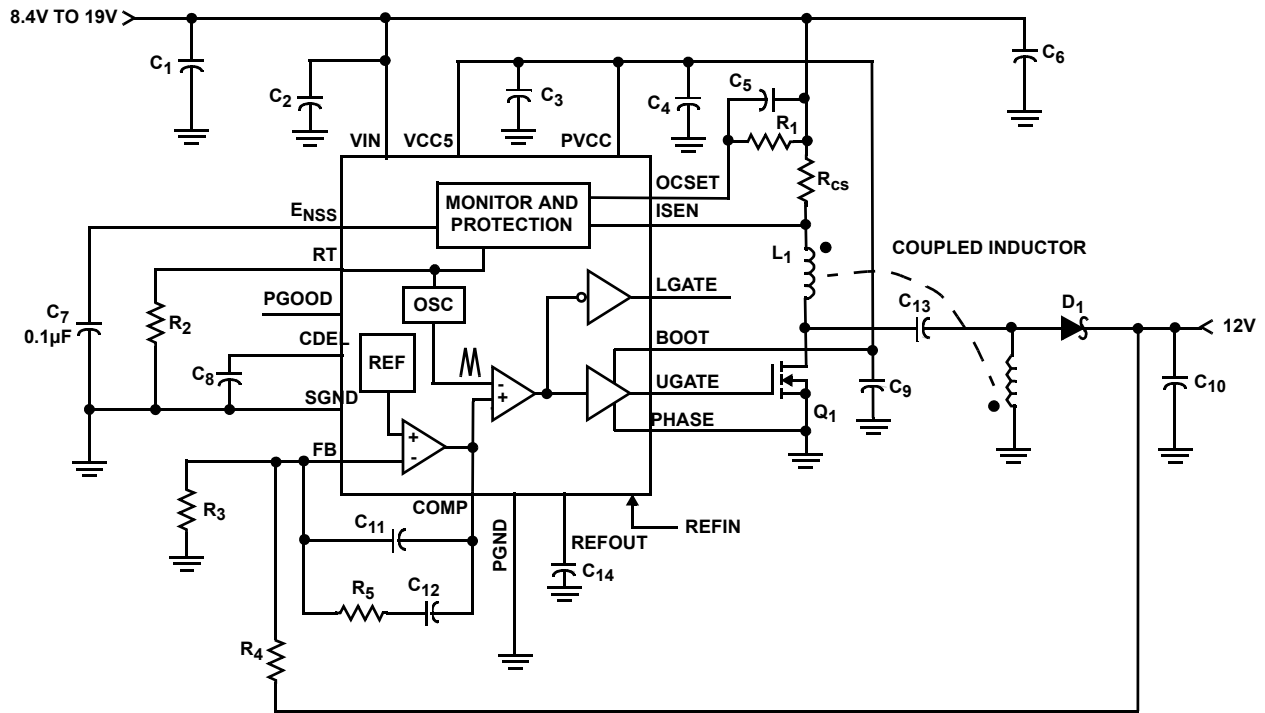 8.4V TO 19V
C1
C2
C3
C4
C5
C6
R1
VIN
VCC5
PVCC
RCS
OCSET
MONITOR AND
PROTECTION
ISEN
ENSS
RT
L1
COUPLED INDUCTOR
LGATE
PGOOD
OSC
C7
0.1µF
R2
C13
D1
12V
CDEL
REF
BOOT
C8
UGATE
C9
C10
SGND
Q1
PHASE
- +
+ -
FB
R3
COMP
PGND
REFIN
C11
REFOUT
C14
R5
C12
R4